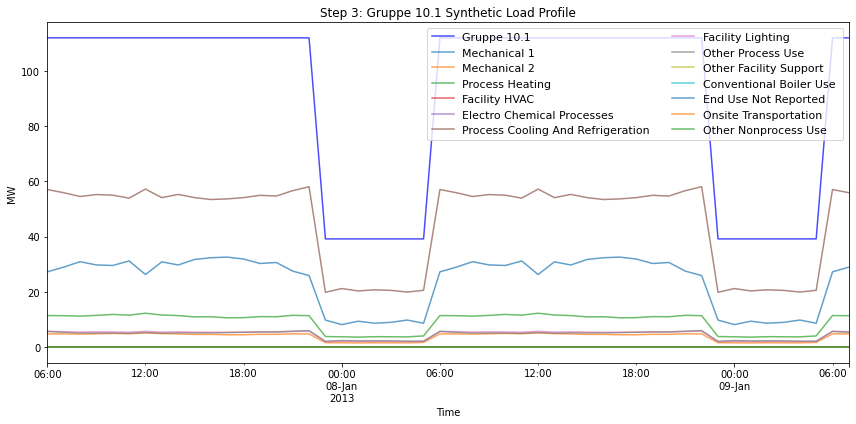 Step 3: Gruppe 10.1 Synthetic Load Profile
Gruppe 10.1
Mechanical 1
Mechanical 2
Process Heating
Facility HVAC
Electro Chemical Processes
Process Cooling And Refrigeration
Facility Lighting
Other Process Use
Other Facility Support
Conventional Boiler Use
End Use Not Reported
Onsite Transportation
Other Nonprocess Use
MW
100
80
60
40
20
0
06:00 12:00 18:00 00:00 06:00 12:00 18:00 00:00 06:00
08-Jan 09-Jan
2013
Time